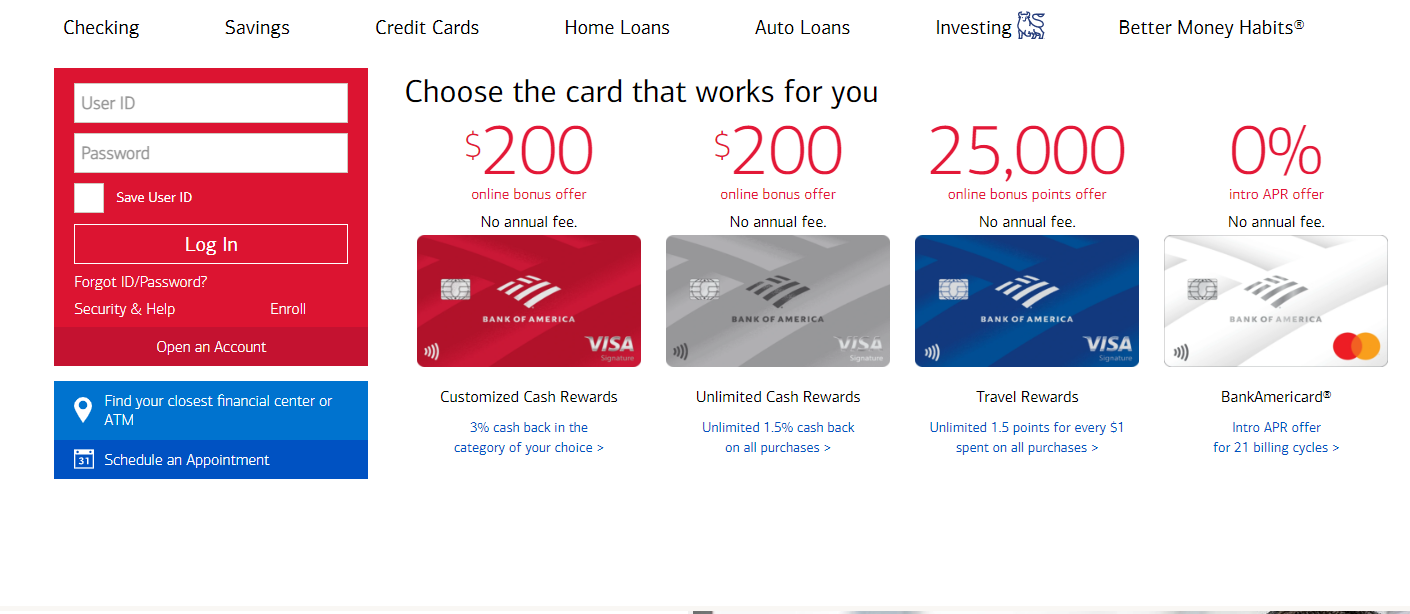 Checking
Savings
Credit Cards
Home Loans
Auto Loans
Investing
Better Money Habits®
User ID
Password
Save User ID
Log In
Forgot ID/Password?
Security & Help
Enroll
Open an Account
Find your closest financial center or
ATM
31
Schedule an Appointment
Choose the card that works for you
$200
online bonus offer
No annual fee.
BANK OF AMERICA
VISA
Signature
Customized Cash Rewards
3% cash back in the
category of your choice >
$200
online bonus offer
No annual fee.
BANK OF AMERICA
VISA
Signature
Unlimited Cash Rewards
Unlimited 1.5% cash back
on all purchases >
25,000
online bonus points offer
No annual fee.
BANK OF AMERICA
VISA
Signature
Travel Rewards
Unlimited 1.5 points for every $1
spent on all purchases >
0%
intro APR offer
No annual fee.
BANK OF AMERICA
BankAmericard®
Intro APR offer
for 21 billing cycles >